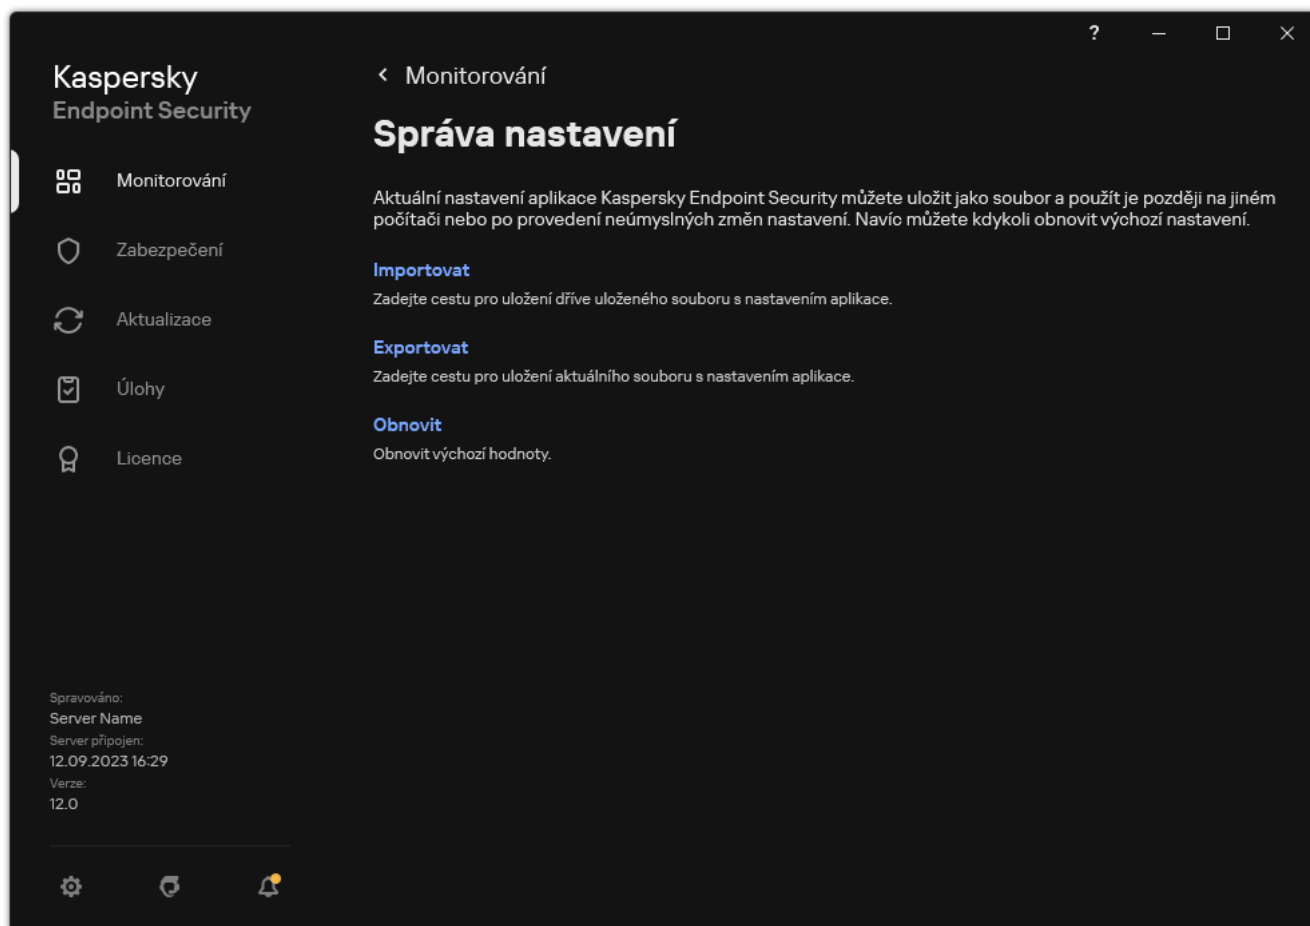 Kaspersky
Endpoint Security
Monitorování
Zabezpečení
Aktualizace
Úlohy
Licence
Spravováno:
Server Name
Server připojen:
12.09.2023 16:29
Verze:
12.0
?
Monitorování
Správa nastavení
Aktuální nastavení aplikace Kaspersky Endpoint Security můžete uložit jako soubor a použít je později na jiném
počítači nebo po provedení neúmyslných změn nastavení. Navíc můžete kdykoli obnovit výchozí nastavení.
Importovat
Zadejte cestu pro uložení dříve uloženého souboru s nastavením aplikace.
Exportovat
Zadejte cestu pro uložení aktuálního souboru s nastavením aplikace.
Obnovit
Obnovit výchozí hodnoty.